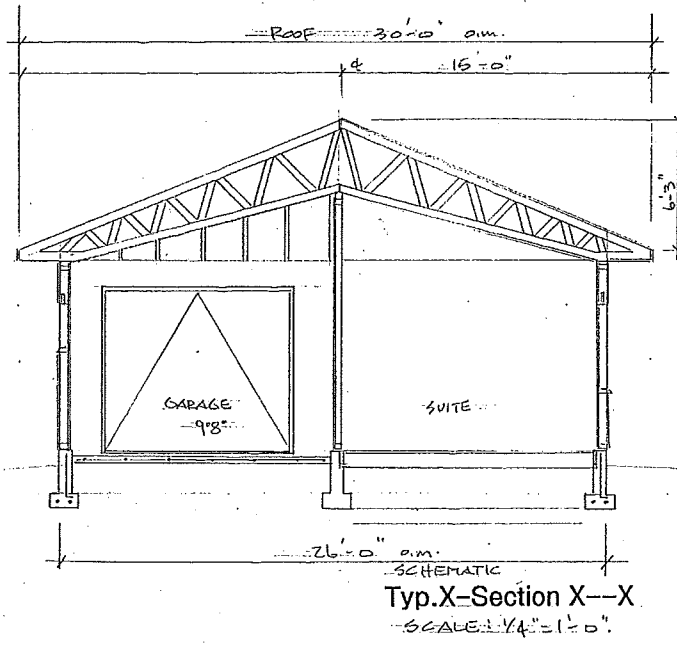 ROOF 30'-0" o.m.
℄ 15'-0"
6'-3"
GARAGE
9'8"
SUITE
26'-0" o.m.
SCHEMATIC
Typ.X-Section X--X
SCALE: 1/4"=1'-0".